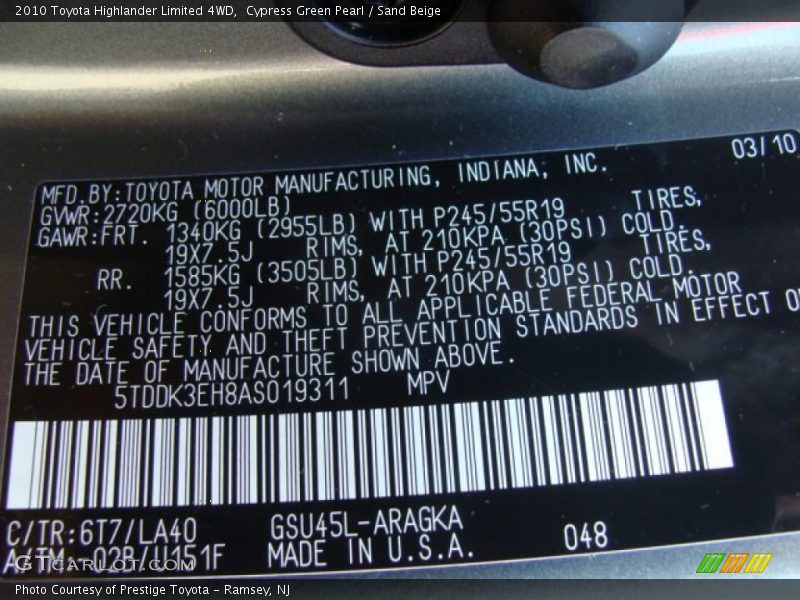 2010 Toyota Highlander Limited 4WD, Cypress Green Pearl / Sand Beige
03/10
MFD.BY:TOYOTA MOTOR MANUFACTURING, INDIANA, INC.
GVWR:2720KG (6000LB)
GAWR:FRT. 1340KG (2955LB) WITH P245/55R19 TIRES,
19X7.5J RIMS, AT 210KPA (30PSI) COLD.
RR. 1585KG (3505LB) WITH P245/55R19 TIRES,
19X7.5J RIMS, AT 210KPA (30PSI) COLD.
THIS VEHICLE CONFORMS TO ALL APPLICABLE FEDERAL MOTOR
VEHICLE SAFETY AND THEFT PREVENTION STANDARDS IN EFFECT
THE DATE OF MANUFACTURE SHOWN ABOVE.
5TDDK3EH8AS019311 MPV
C/TR:6T7/LA40 GSU45L-ARAGKA 048
A/TM:-02B/U151F MADE IN U.S.A.
GTCarLot.com
Photo Courtesy of Prestige Toyota - Ramsey, NJ